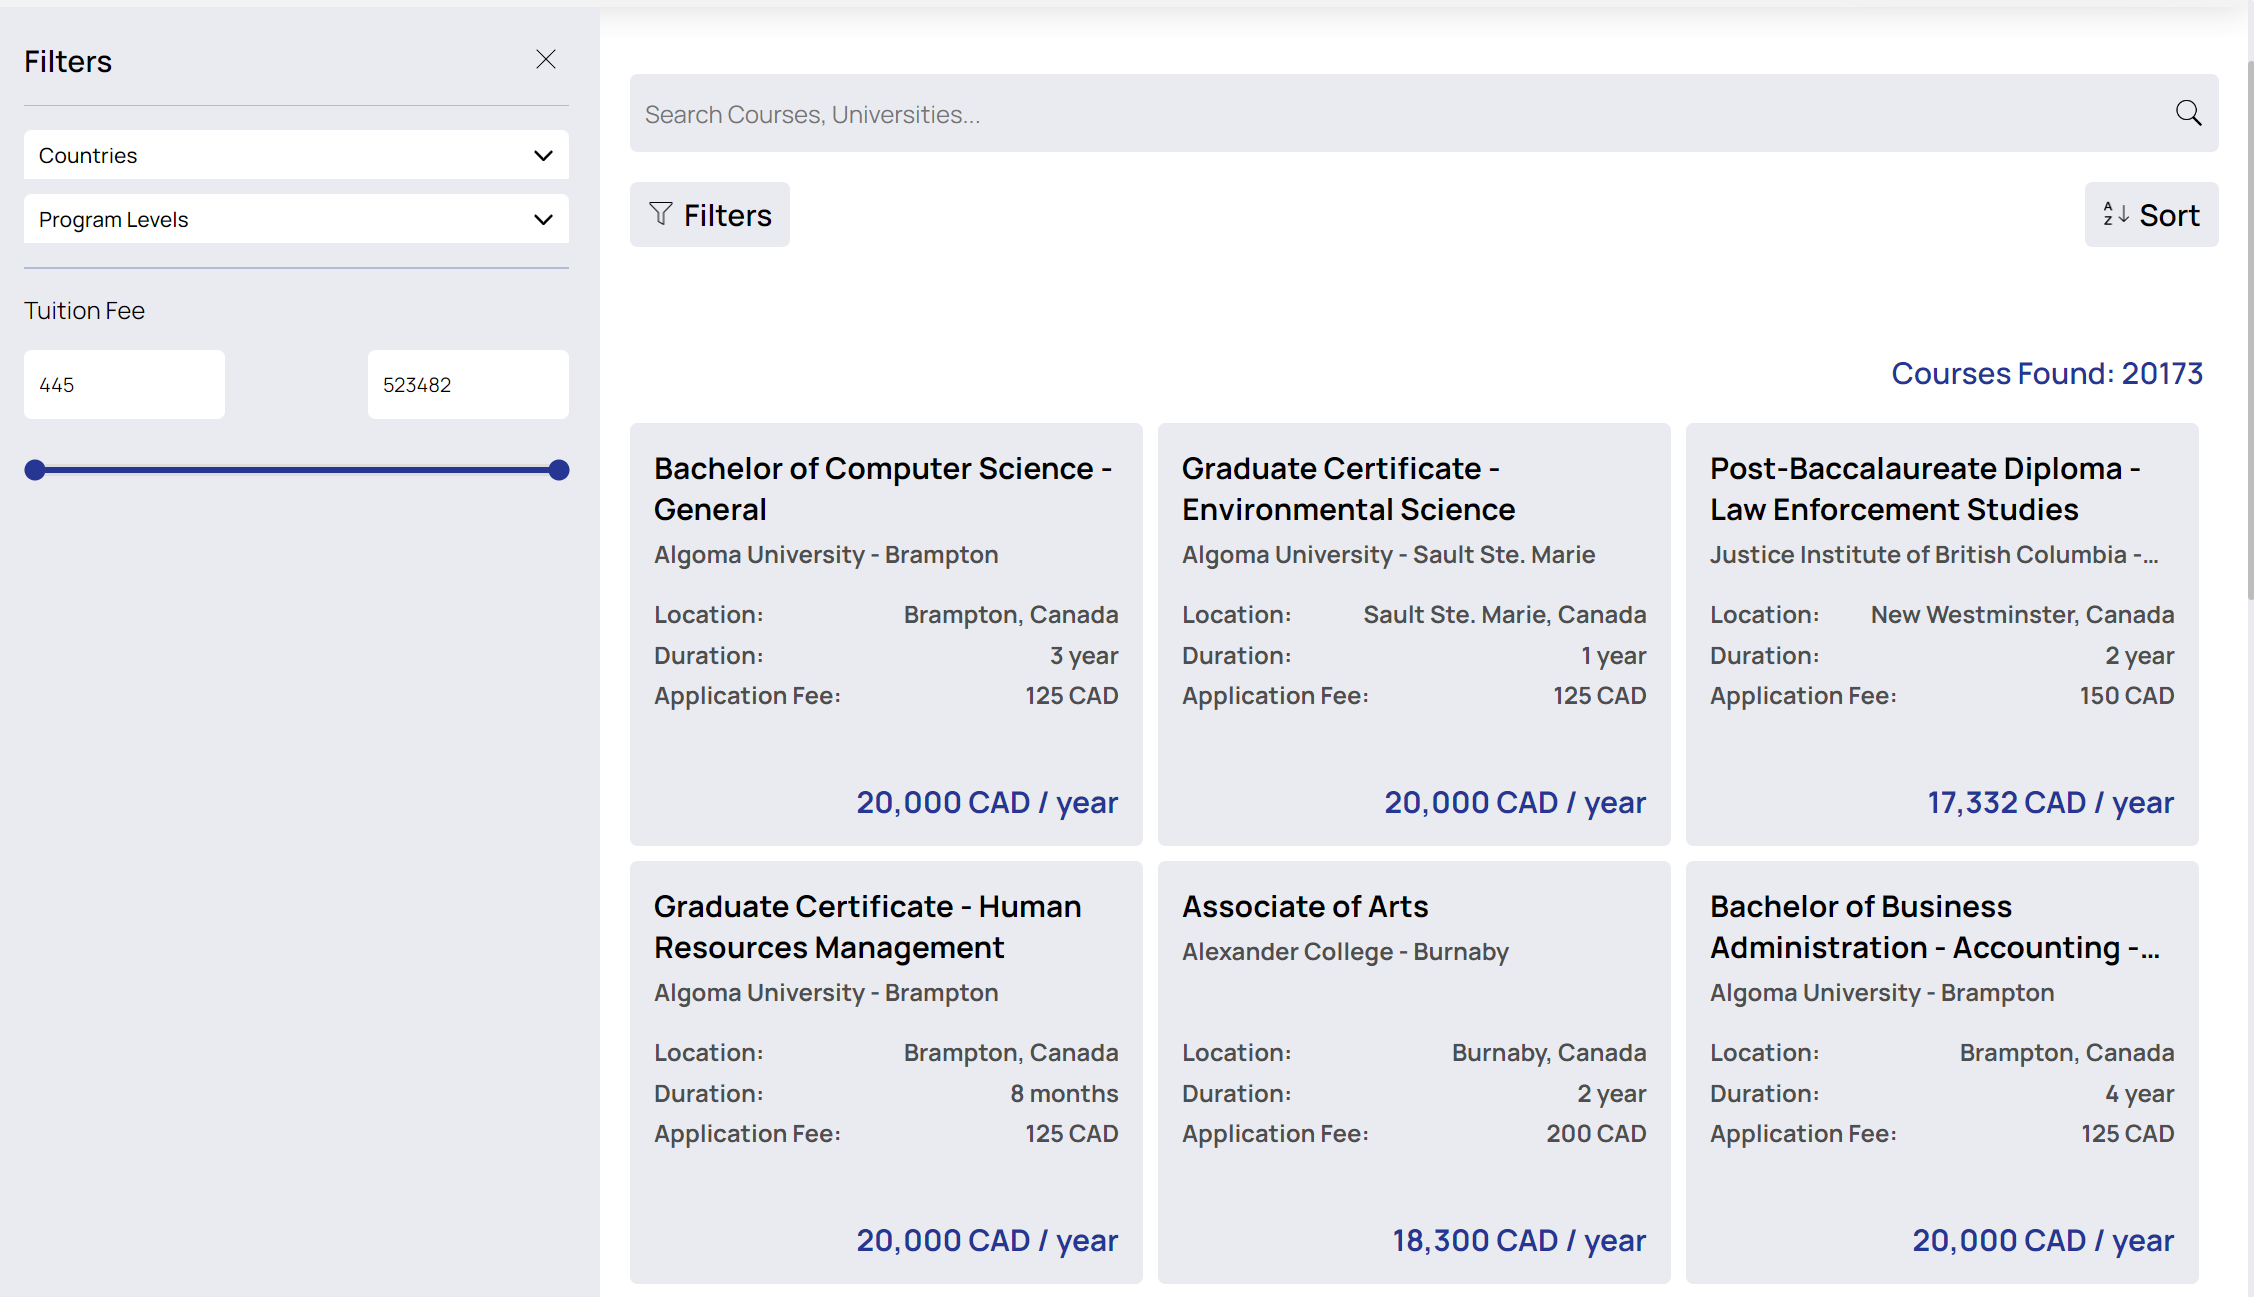 Filters
Countries
Program Levels
Tuition Fee
445
523482
Search Courses, Universities...
Filters
A
Z
Sort
Courses Found: 20173
Bachelor of Computer Science -
General
Algoma University - Brampton
Location: Brampton, Canada
Duration: 3 year
Application Fee: 125 CAD
20,000 CAD / year
Graduate Certificate -
Environmental Science
Algoma University - Sault Ste. Marie
Location: Sault Ste. Marie, Canada
Duration: 1 year
Application Fee: 125 CAD
20,000 CAD / year
Post-Baccalaureate Diploma -
Law Enforcement Studies
Justice Institute of British Columbia -...
Location: New Westminster, Canada
Duration: 2 year
Application Fee: 150 CAD
17,332 CAD / year
Graduate Certificate - Human
Resources Management
Algoma University - Brampton
Location: Brampton, Canada
Duration: 8 months
Application Fee: 125 CAD
20,000 CAD / year
Associate of Arts
Alexander College - Burnaby
Location: Burnaby, Canada
Duration: 2 year
Application Fee: 200 CAD
18,300 CAD / year
Bachelor of Business
Administration - Accounting -...
Algoma University - Brampton
Location: Brampton, Canada
Duration: 4 year
Application Fee: 125 CAD
20,000 CAD / year